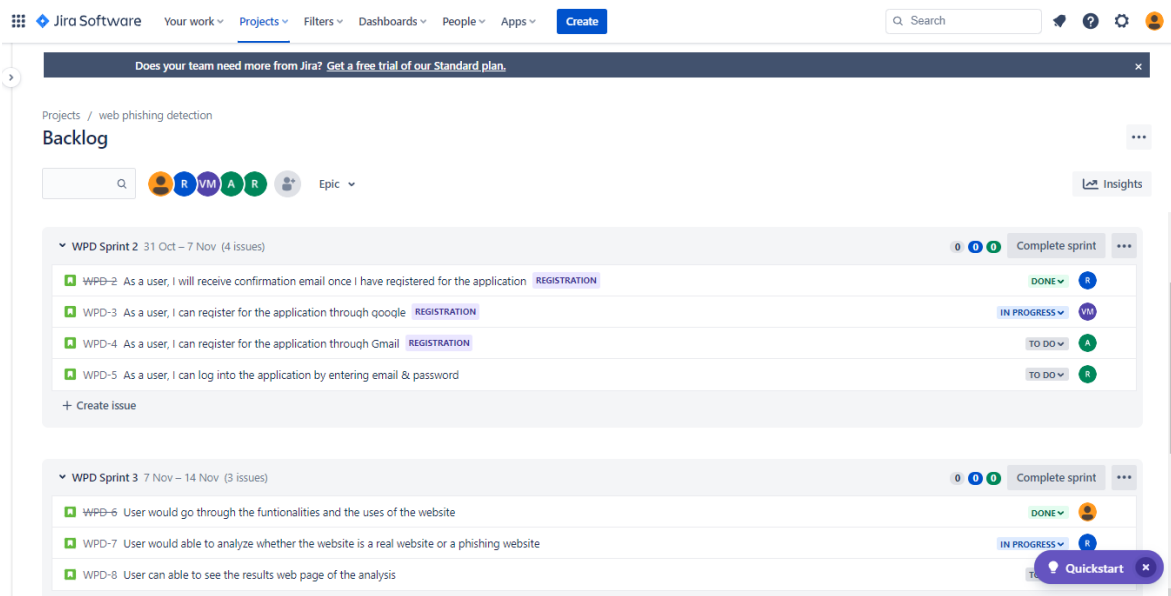 Jira Software Your work Projects Filters Dashboards People Apps Create Search
Does your team need more from Jira? Get a free trial of our Standard plan.
Projects / web phishing detection
Backlog
R VM A R Epic Insights
WPD Sprint 2 31 Oct – 7 Nov (4 issues) 0 0 0 Complete sprint
WPD-2 As a user, I will receive confirmation email once I have registered for the application REGISTRATION DONE R
WPD-3 As a user, I can register for the application through google REGISTRATION IN PROGRESS VM
WPD-4 As a user, I can register for the application through Gmail REGISTRATION TO DO A
WPD-5 As a user, I can log into the application by entering email & password TO DO R
+ Create issue
WPD Sprint 3 7 Nov – 14 Nov (3 issues) 0 0 0 Complete sprint
WPD-6 User would go through the funtionalities and the uses of the website DONE
WPD-7 User would able to analyze whether the website is a real website or a phishing website IN PROGRESS R
WPD-8 User can able to see the results web page of the analysis
Quickstart